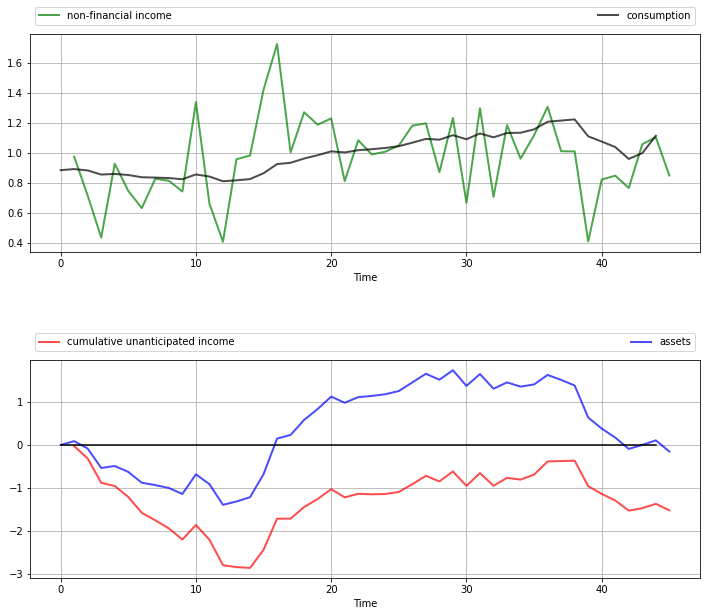 non-financial income consumption
1.6
1.4
1.2
1.0
0.8
0.6
0.4
0 10 20 30 40
Time
cumulative unanticipated income assets
1
0
−1
−2
−3
0 10 20 30 40
Time